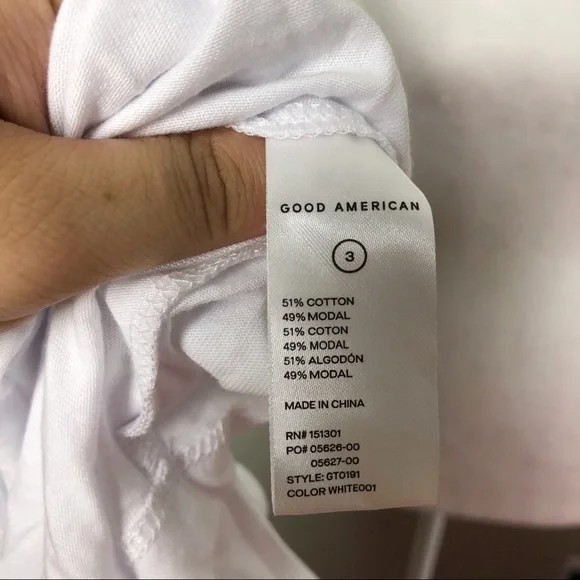 GOOD AMERICAN
3
51% COTTON
49% MODAL
51% COTON
49% MODAL
51% ALGODÓN
49% MODAL
MADE IN CHINA
RN# 151301
PO# 05626-00
05627-00
STYLE: GT0191
COLOR WHITE001